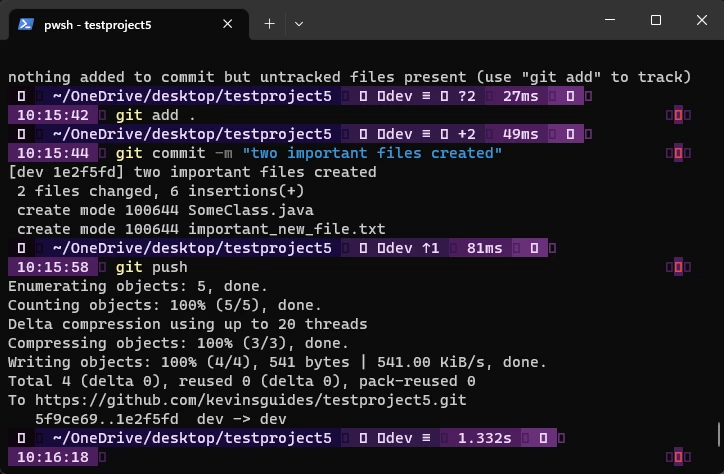 pwsh - testproject5
nothing added to commit but untracked files present (use "git add" to track)
~/OneDrive/desktop/testproject5 dev ≡ ?2 27ms
10:15:42 git add .
~/OneDrive/desktop/testproject5 dev ≡ +2 49ms
10:15:44 git commit -m "two important files created"
[dev 1e2f5fd] two important files created
2 files changed, 6 insertions(+)
create mode 100644 SomeClass.java
create mode 100644 important_new_file.txt
~/OneDrive/desktop/testproject5 dev ↑1 81ms
10:15:58 git push
Enumerating objects: 5, done.
Counting objects: 100% (5/5), done.
Delta compression using up to 20 threads
Compressing objects: 100% (3/3), done.
Writing objects: 100% (4/4), 541 bytes | 541.00 KiB/s, done.
Total 4 (delta 0), reused 0 (delta 0), pack-reused 0
To https://github.com/kevinsguides/testproject5.git
5f9ce69..1e2f5fd dev -> dev
~/OneDrive/desktop/testproject5 dev ≡ 1.332s
10:16:18